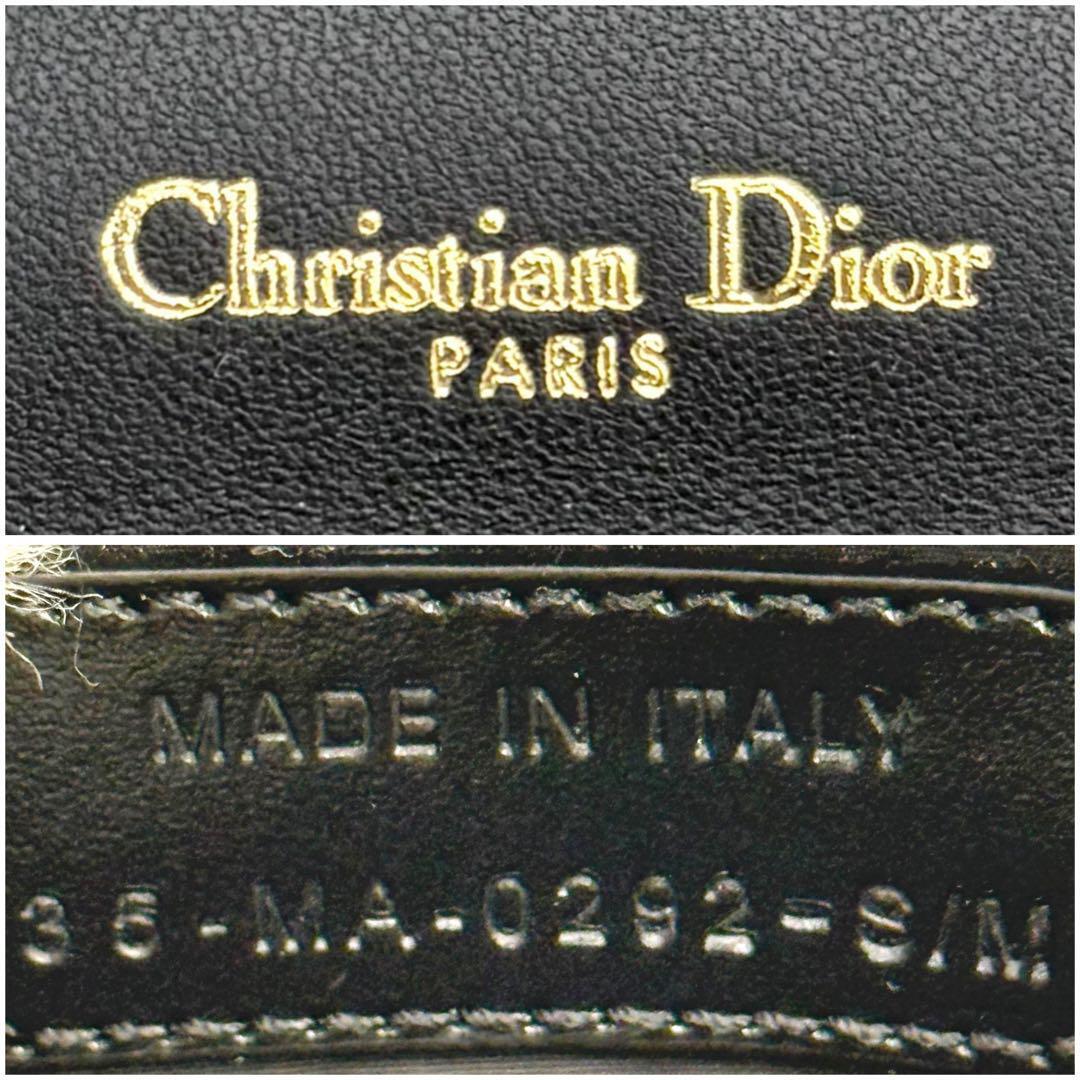 Christian Dior
PARIS
MADE IN ITALY
35-MA-0292-S/M